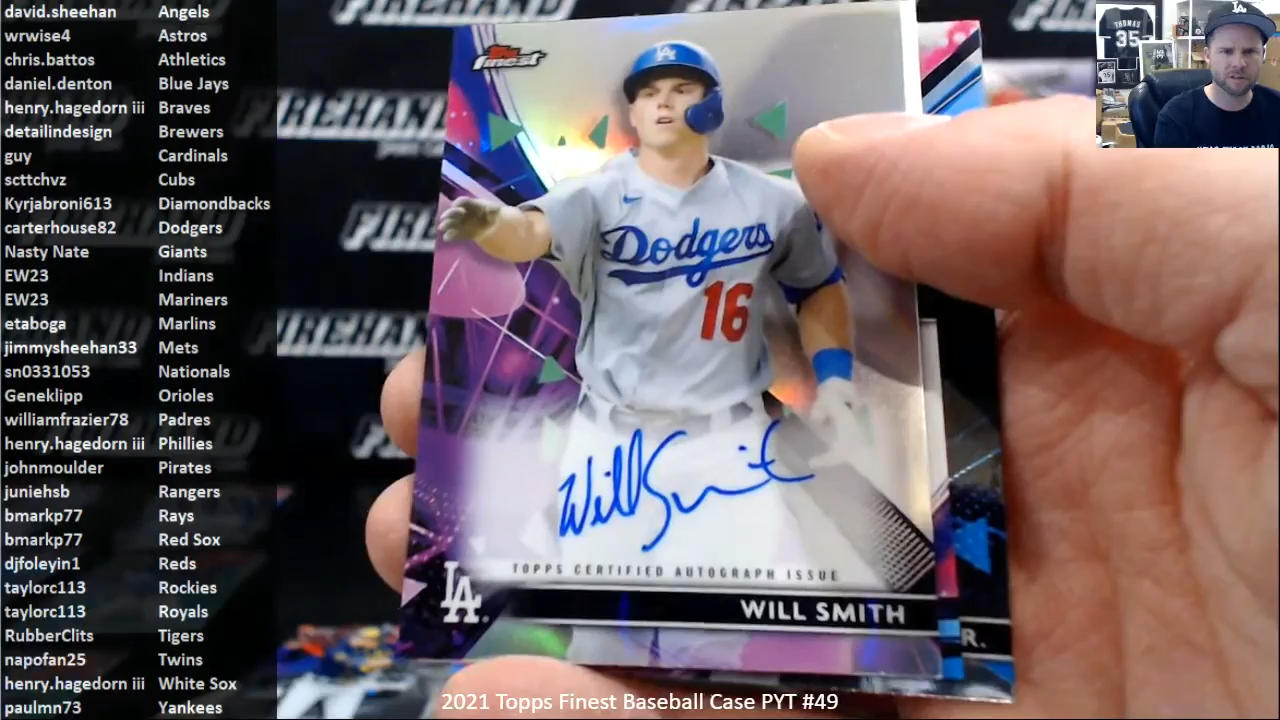 david.sheehan Angels
wrwise4 Astros
chris.battos Athletics
daniel.denton Blue Jays
henry.hagedorn iii Braves
detailindesign Brewers
guy Cardinals
scttchvz Cubs
Kyrjabroni613 Diamondbacks
carterhouse82 Dodgers
Nasty Nate Giants
EW23 Indians
EW23 Mariners
etaboga Marlins
jimmysheehan33 Mets
sn0331053 Nationals
Geneklipp Orioles
williamfrazier78 Padres
henry.hagedorn iii Phillies
johnmoulder Pirates
juniehsb Rangers
bmarkp77 Rays
bmarkp77 Red Sox
djfoleyin1 Reds
taylorc113 Rockies
taylorc113 Royals
RubberClits Tigers
napofan25 Twins
henry.hagedorn iii White Sox
paulmn73 Yankees
Topps
finest
LA
Dodgers
16
Will Smit
TOPPS CERTIFIED AUTOGRAPH ISSUE
LA
WILL SMITH
R.
FIREHAND
THOMAS
35
LA
2021 Topps Finest Baseball Case PYT #49